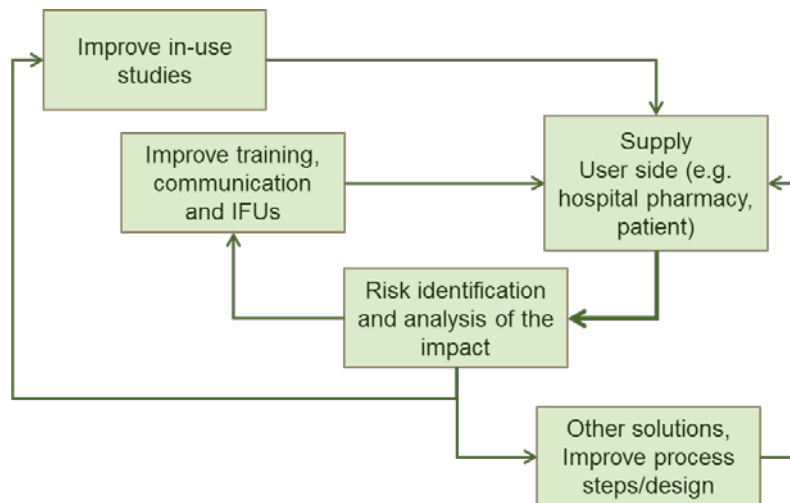 Improve in-use
studies
Improve training,
communication
and IFUs
Supply
User side (e.g.
hospital pharmacy,
patient)
Risk identification
and analysis of the
impact
Other solutions,
Improve process
steps/design